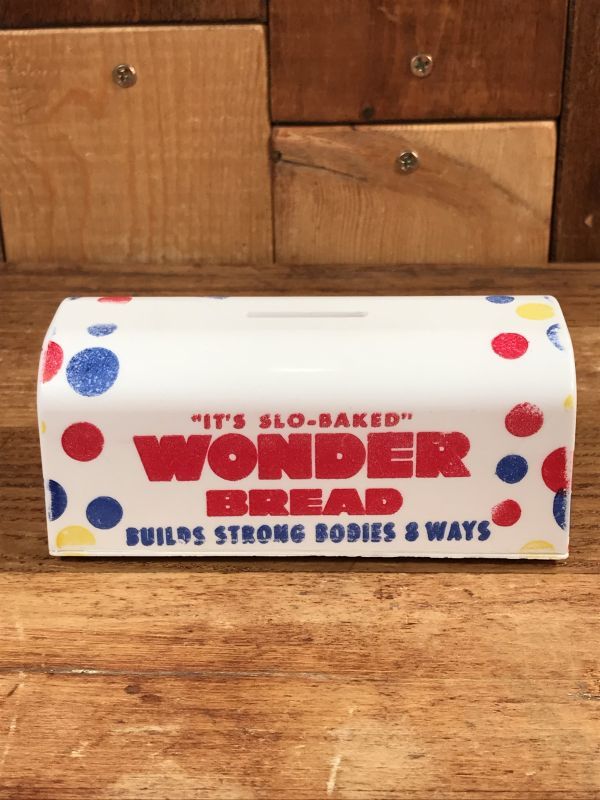 "IT'S SLO-BAKED"
WONDER
BREAD
BUILDS STRONG BODIES 8 WAYS